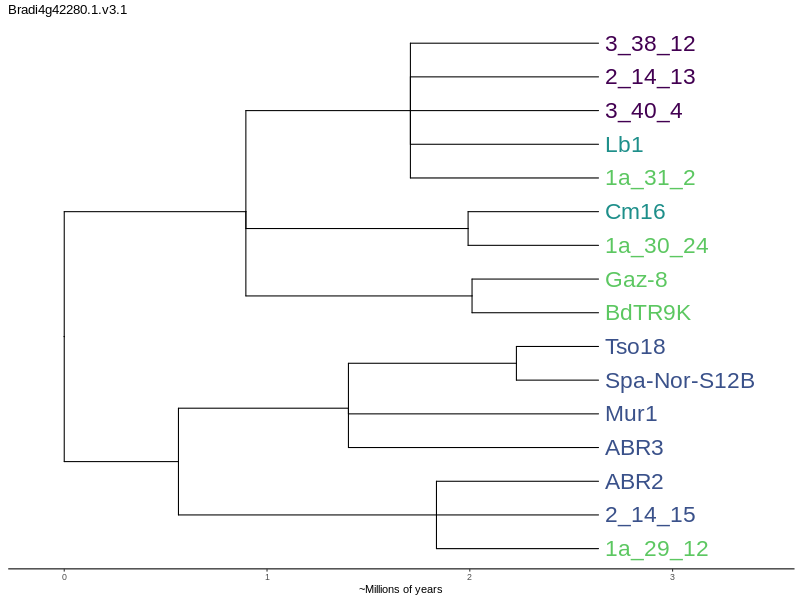 Bradi4g42280.1.v3.1
3_38_12
2_14_13
3_40_4
Lb1
1a_31_2
Cm16
1a_30_24
Gaz-8
BdTR9K
Tso18
Spa-Nor-S12B
Mur1
ABR3
ABR2
2_14_15
1a_29_12
0 1 2 3
~Millions of years